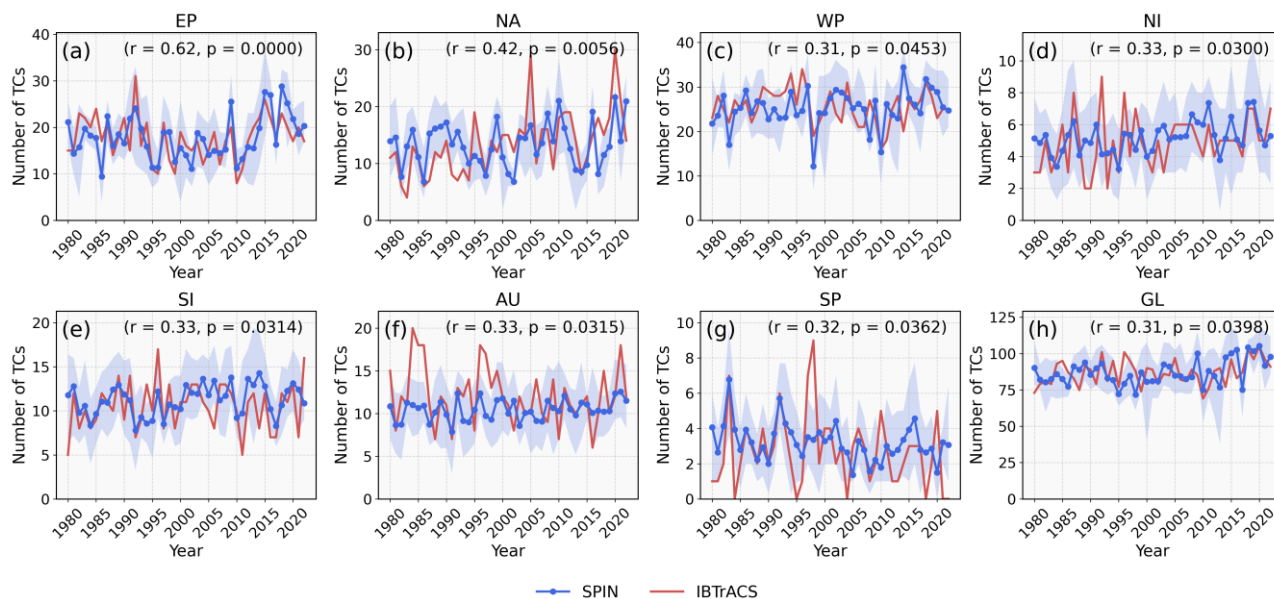 EP
(a)
(r = 0.62, p = 0.0000)
Number of TCs
40
30
20
10
0
1980
1985
1990
1995
2000
2005
2010
2015
2020
Year
NA
(b)
(r = 0.42, p = 0.0056)
Number of TCs
30
20
10
0
1980
1985
1990
1995
2000
2005
2010
2015
2020
Year
WP
(c)
(r = 0.31, p = 0.0453)
Number of TCs
40
30
20
10
0
1980
1985
1990
1995
2000
2005
2010
2015
2020
Year
NI
(d)
(r = 0.33, p = 0.0300)
Number of TCs
10
8
6
4
2
0
1980
1985
1990
1995
2000
2005
2010
2015
2020
Year
SI
(e)
(r = 0.33, p = 0.0314)
Number of TCs
20
15
10
5
0
1980
1985
1990
1995
2000
2005
2010
2015
2020
Year
AU
(f)
(r = 0.33, p = 0.0315)
Number of TCs
20
15
10
5
0
1980
1985
1990
1995
2000
2005
2010
2015
2020
Year
SP
(g)
(r = 0.32, p = 0.0362)
Number of TCs
10
8
6
4
2
0
1980
1985
1990
1995
2000
2005
2010
2015
2020
Year
GL
(h)
(r = 0.31, p = 0.0398)
Number of TCs
125
100
75
50
25
0
1980
1985
1990
1995
2000
2005
2010
2015
2020
Year
SPIN
IBTrACS